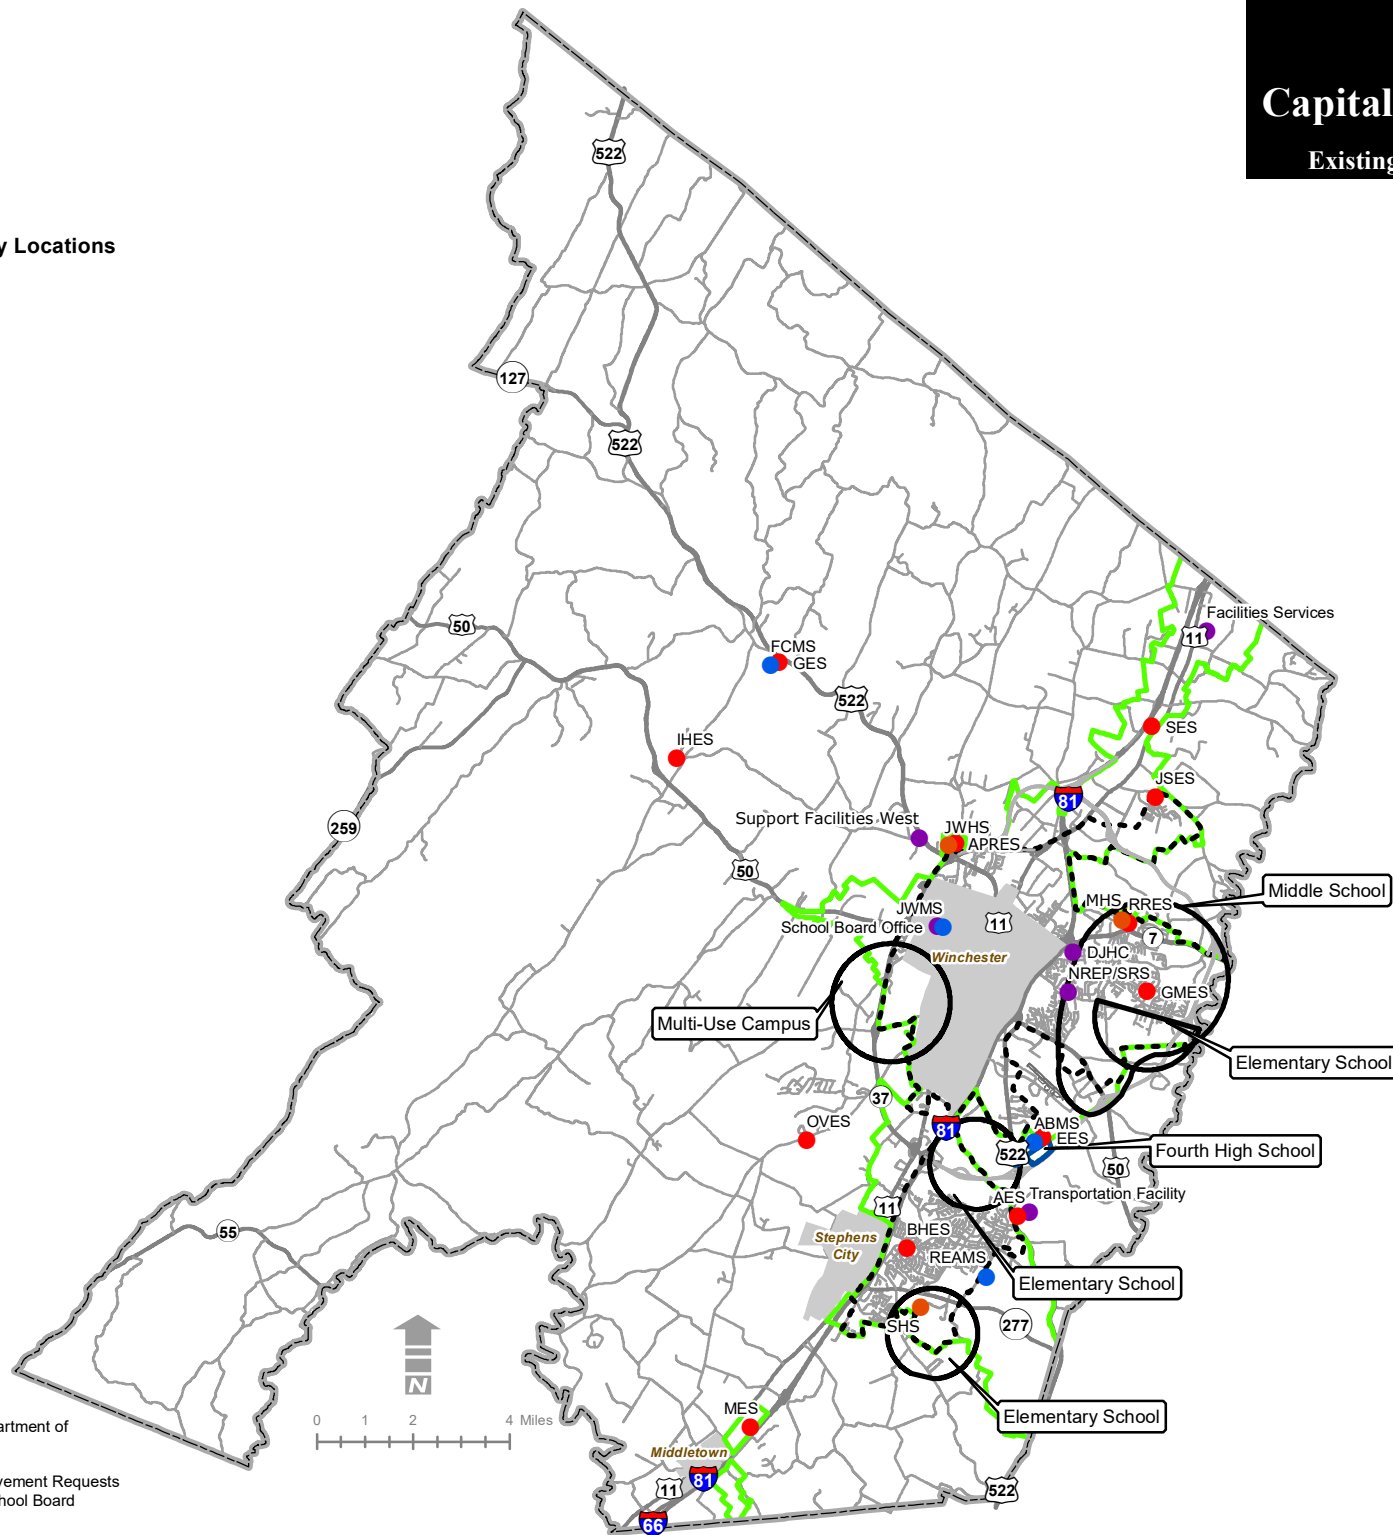 Capital
Existing
y Locations
522
127
522
50
Facilities Services
11
FCMS
GES
522
SES
IHES
JSES
81
259
Support Facilities West
JWHS
APRES
50
Middle School
MHS RRES
JWMS
School Board Office
11
7
Winchester
DJHC
NREP/SRS
GMES
Multi-Use Campus
Elementary School
37
OVES
81
ABMS
EES
522
Fourth High School
50
AES
Transportation Facility
11
BHES
Stephens
City
55
REAMS
Elementary School
SHS
277
N
MES
Elementary School
0 1 2 4 Miles
artment of
Middletown
81
vement Requests
11
522
chool Board
66